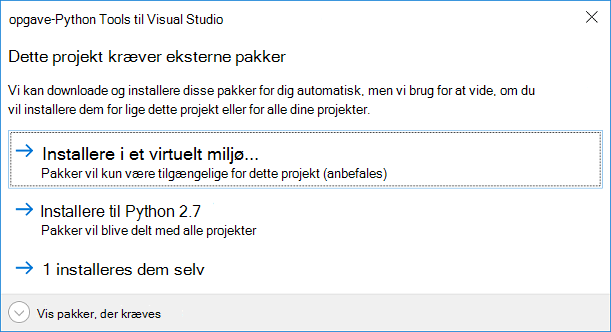 opgave-Python Tools til Visual Studio
Dette projekt kræver eksterne pakker
Vi kan downloade og installere disse pakker for dig automatisk, men vi brug for at vide, om du
vil installere dem for lige dette projekt eller for alle dine projekter.
Installere i et virtuelt miljø...
Pakker vil kun være tilgængelige for dette projekt (anbefales)
Installere til Python 2.7
Pakker vil blive delt med alle projekter
1 installeres dem selv
Vis pakker, der kræves